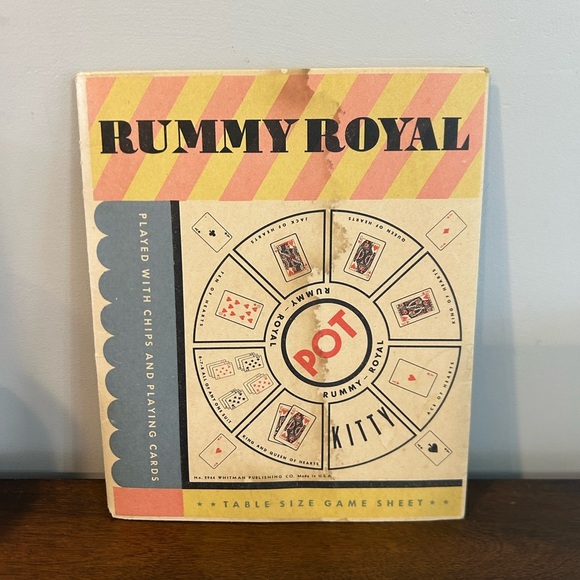 RUMMY ROYAL
PLAYED WITH CHIPS AND PLAYING CARDS
JACK OF HEARTS
QUEEN OF HEARTS
TEN OF HEARTS
KING OF HEARTS
RUMMY-ROYAL
POT
RUMMY-ROYAL
ACE OF HEARTS
KING AND QUEEN OF HEARTS
KITTY
WHITMAN PUBLISHING CO. MADE IN U.S.A.
** TABLE SIZE GAME SHEET **